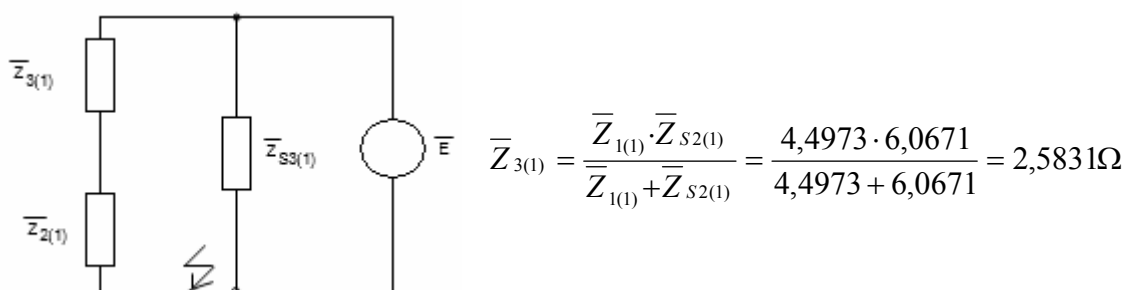 Z̅3(1)
Z̅S3(1)
E̅
Z̅2(1)
Z̅3(1) = (Z̅1(1)·Z̅S2(1))/(Z̅1(1)+Z̅S2(1)) = (4,4973·6,0671)/(4,4973+6,0671) = 2,5831Ω